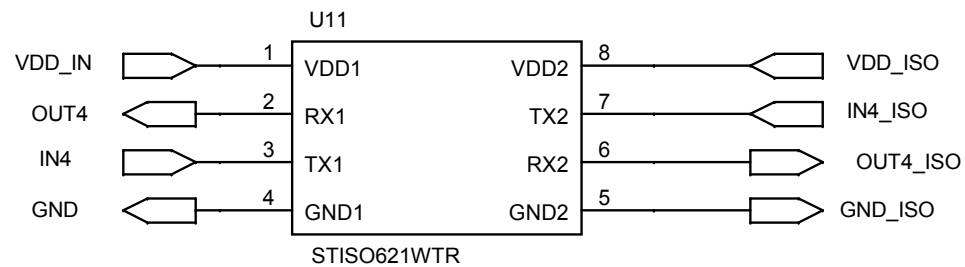 U11
VDD_IN 1 VDD1 VDD2 8 VDD_ISO
OUT4 2 RX1 TX2 7 IN4_ISO
IN4 3 TX1 RX2 6 OUT4_ISO
GND 4 GND1 GND2 5 GND_ISO
STISO621WTR